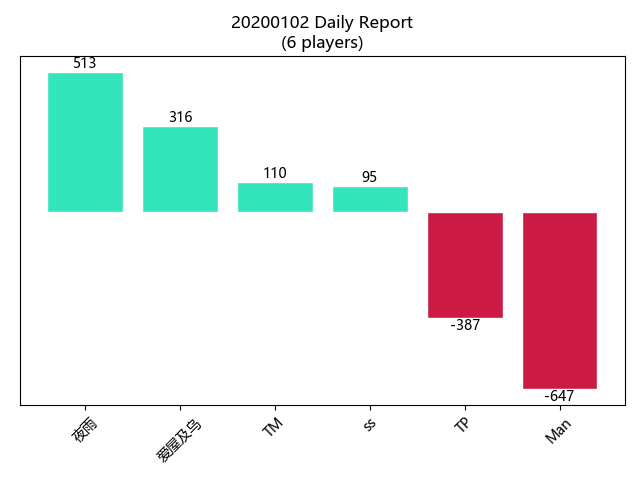 20200102 Daily Report
(6 players)
513
316
110
95
-387
-647
夜雨
爱屋及乌
TM
ss
TP
Man